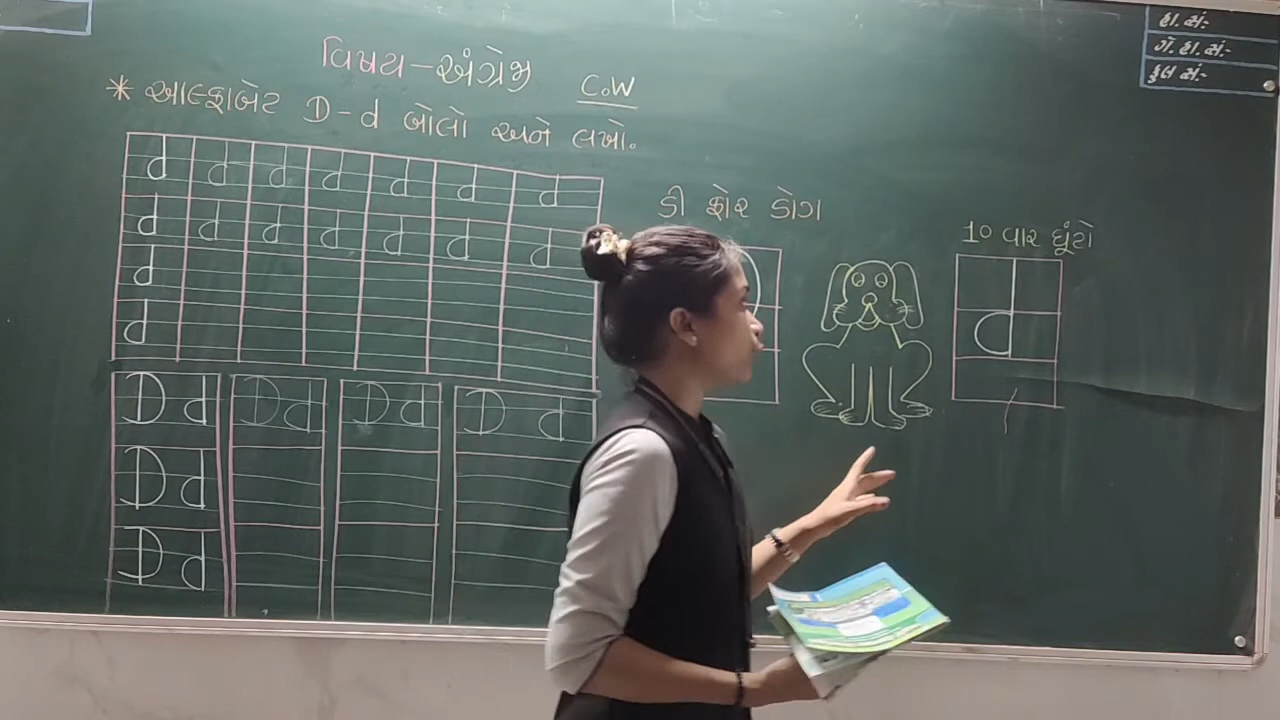 હા. સં:-
ગે. હા. સં:-
કુલ સં:-
વિષય - અંગ્રેજી C.W
* આલ્ફાબેટ D - d બોલો અને લખો.
d d d d d d d
d d d d d d d
d
d
D d D d D d D d
D d
D d
ડી ફોર ડોગ
D
10 વાર ઘૂંટો
d